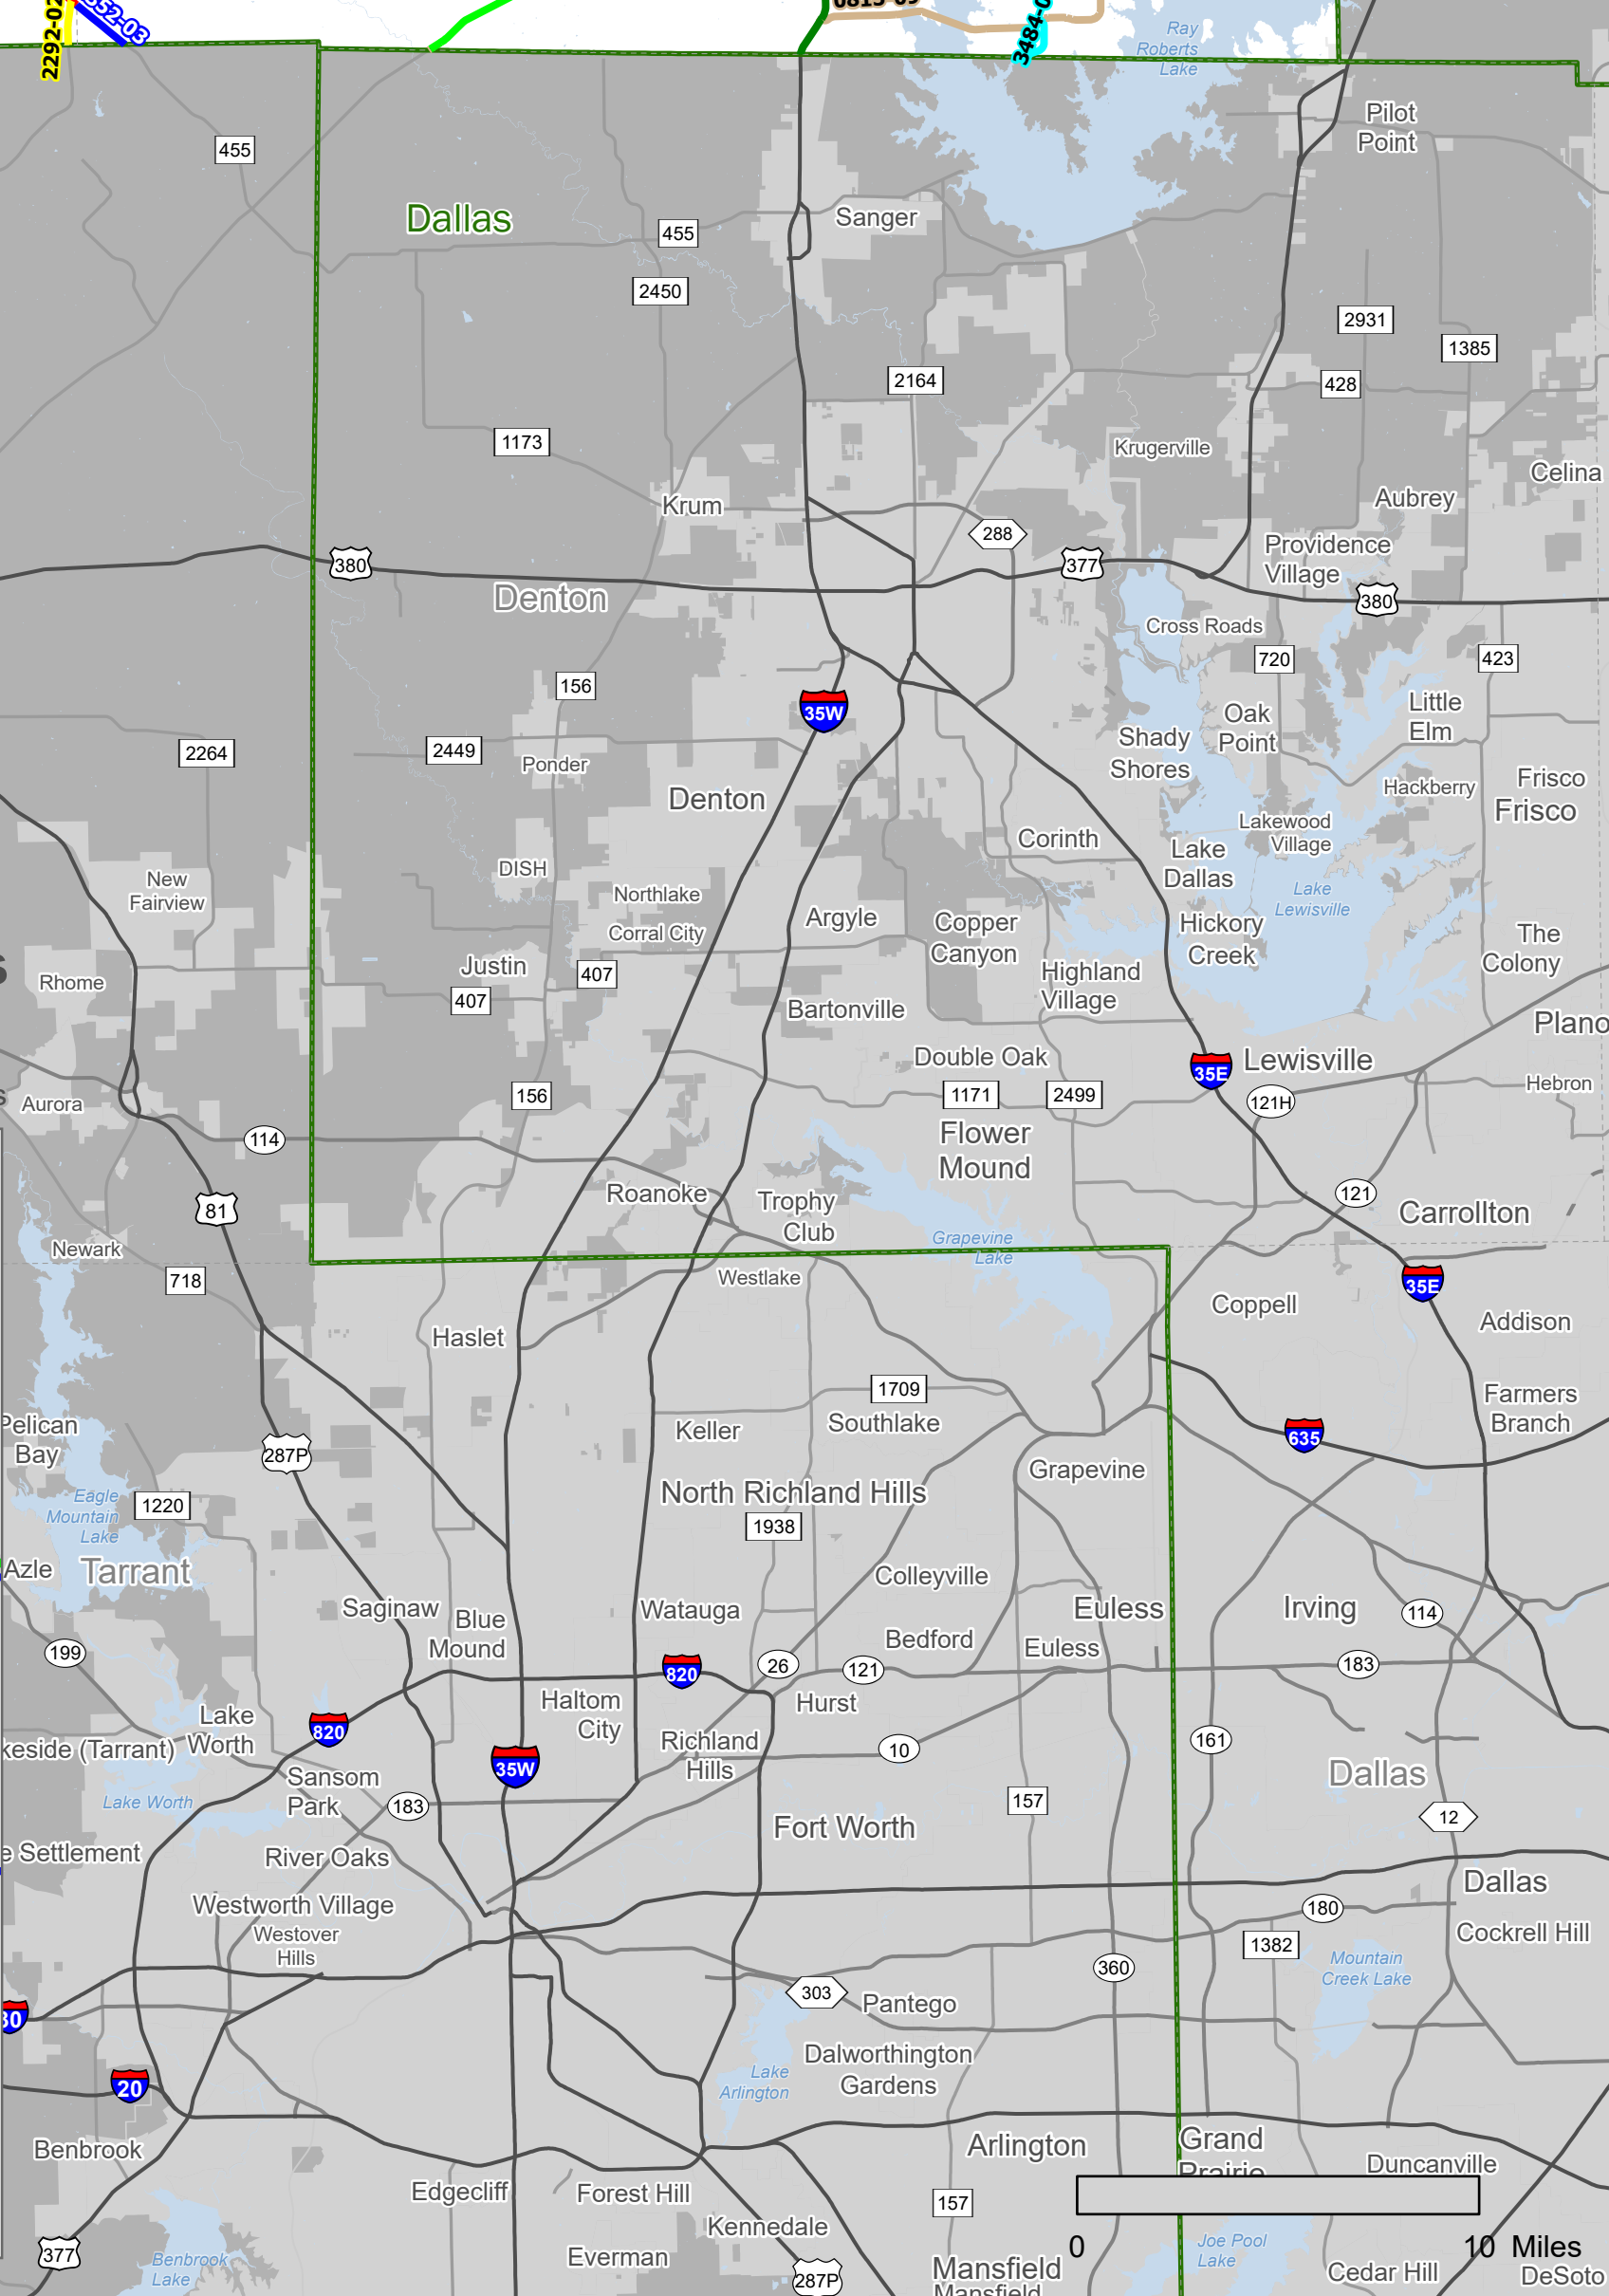 2292-02
352-03
0815-09
3484-0
Ray
Roberts
Lake
Pilot
Point
455
Dallas
Sanger
455
2450
2931
1385
2164
428
1173
Krugerville
Celina
Krum
Aubrey
288
Providence
Village
380
377
Denton
380
Cross Roads
720
423
156
35W
Little
Elm
Oak
Point
Shady
Shores
2264
2449
Ponder
Frisco
Hackberry
Denton
Frisco
Lakewood
Village
Corinth
Lake
Dallas
DISH
New
Fairview
Northlake
Lake
Lewisville
Argyle
Copper
Canyon
Hickory
Creek
Corral City
The
Colony
Justin
407
Highland
Village
Rhome
407
Bartonville
Plano
Double Oak
35E
Lewisville
Hebron
156
1171
2499
121H
Aurora
114
Flower
Mound
Roanoke
Trophy
Club
121
81
Carrollton
Newark
Grapevine
Lake
718
Westlake
35E
Coppell
Addison
Haslet
1709
Farmers
Branch
Southlake
Keller
Pelican
Bay
635
287P
Grapevine
North Richland Hills
Eagle
Mountain
Lake
1220
1938
Azle
Tarrant
Colleyville
Saginaw
Blue
Mound
Watauga
Euless
Irving
114
Bedford
Euless
199
820
26
121
183
Haltom
City
Hurst
Lake
Worth
820
keside (Tarrant)
Richland
Hills
10
161
35W
Sansom
Park
Dallas
Lake Worth
183
157
12
Fort Worth
e Settlement
River Oaks
Dallas
Westworth Village
180
Westover
Hills
Cockrell Hill
1382
Mountain
Creek Lake
360
303
Pantego
30
Dalworthington
Gardens
Lake
Arlington
20
Benbrook
Arlington
Grand
Prairie
Duncanville
Edgecliff
Forest Hill
157
Kennedale
377
Benbrook
Lake
Everman
287P
Mansfield
Mansfield
Joe Pool
Lake
0
10 Miles
Cedar Hill
DeSoto